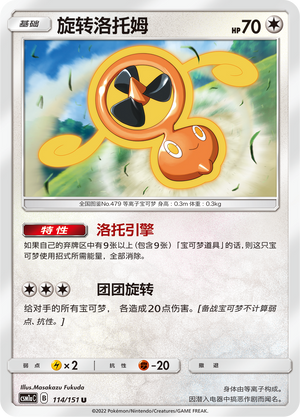 基础 旋转洛托姆 HP70
全国图鉴No.479 等离子宝可梦 身高：0.3m 体重：0.3kg
特性 洛托引擎
如果自己的弃牌区中有9张以上（包含9张）「宝可梦道具」的话，则这只宝
可梦使用招式所需能量，全部消除。
团团旋转
给对手的所有宝可梦，各造成20点伤害。[备战宝可梦不计算弱
点、抗性。]
弱点 ×2 抗性 -20 撤退
Illus.Masakazu Fukuda
CSM1aC B 114/151 U
身体由等离子构成。
因潜入电器中搞恶作剧而闻名。
©2022 Pokémon/Nintendo/Creatures/GAME FREAK.